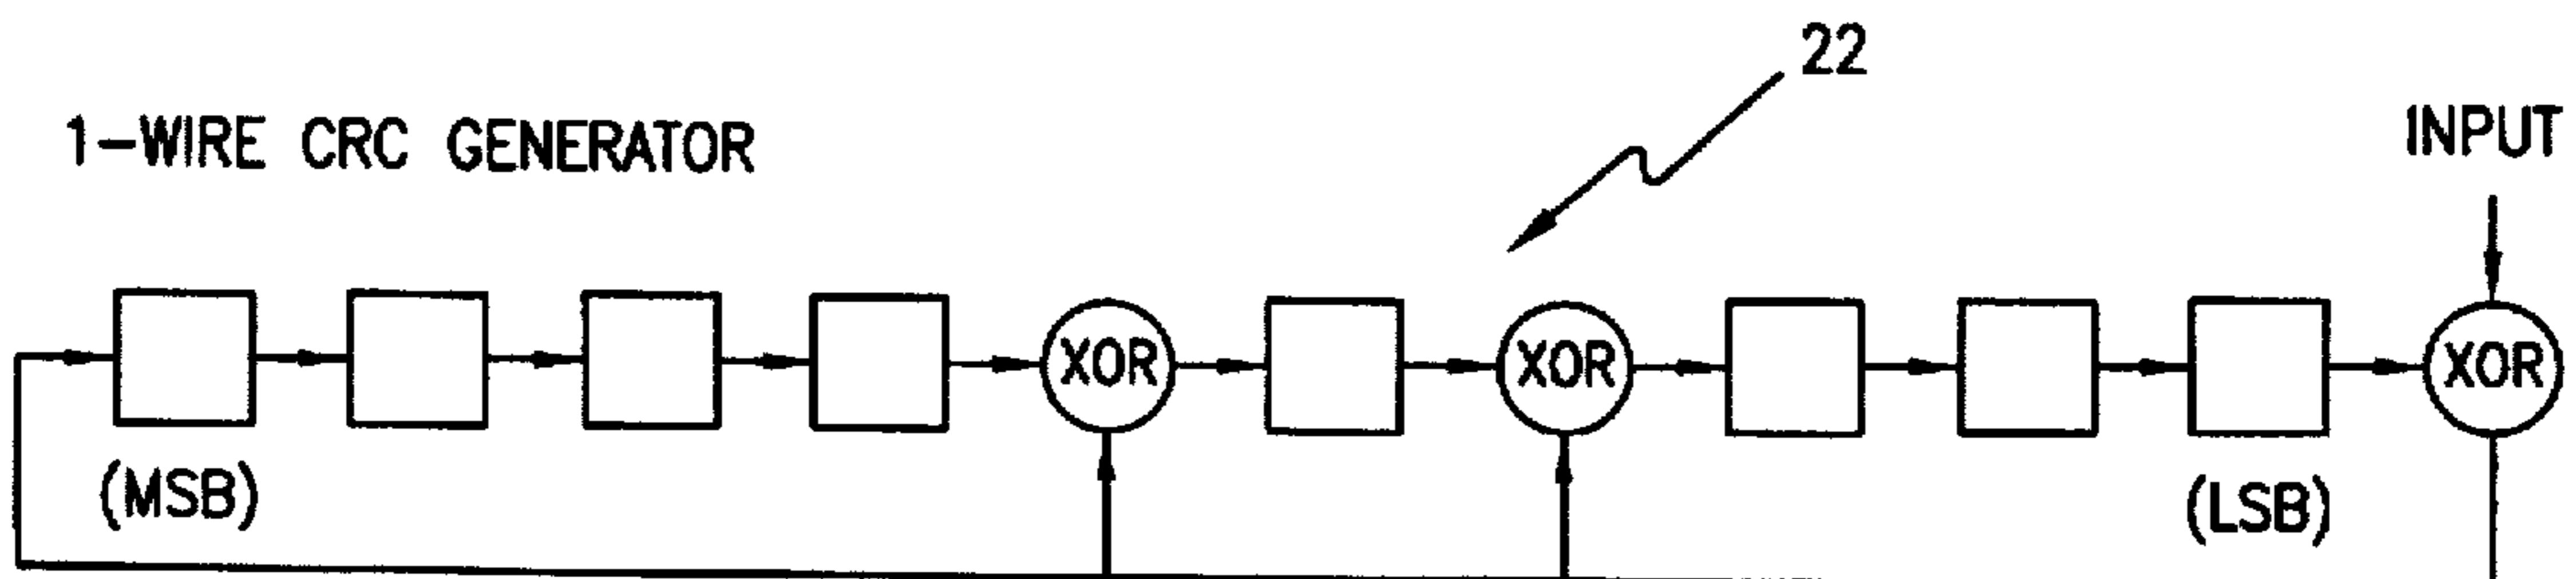 22
1-WIRE CRC GENERATOR
INPUT
XOR
XOR
XOR
(MSB)
(LSB)